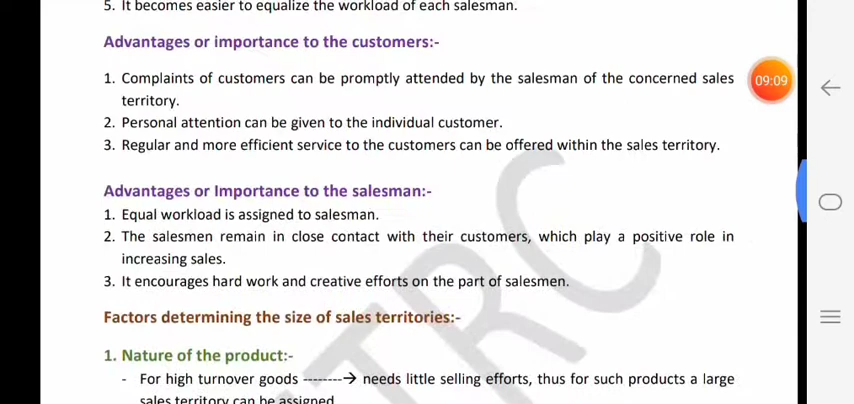 5. It becomes easier to equalize the workload of each salesman.
Advantages or importance to the customers:-
1. Complaints of customers can be promptly attended by the salesman of the concerned sales
territory.
09:09
2. Personal attention can be given to the individual customer.
3. Regular and more efficient service to the customers can be offered within the sales territory.
Advantages or Importance to the salesman:-
1. Equal workload is assigned to salesman.
2. The salesmen remain in close contact with their customers, which play a positive role in
increasing sales.
3. It encourages hard work and creative efforts on the part of salesmen.
Factors determining the size of sales territories:-
1. Nature of the product:-
- For high turnover goods --------→ needs little selling efforts, thus for such products a large
sales territory can be assigned